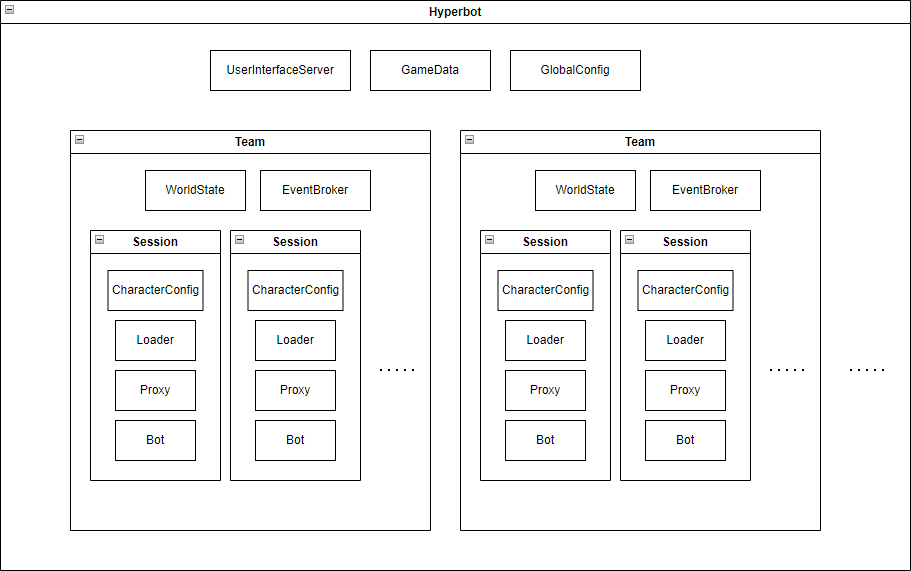 Hyperbot
UserInterfaceServer
GameData
GlobalConfig
Team
Team
WorldState
EventBroker
WorldState
EventBroker
Session
Session
Session
Session
CharacterConfig
CharacterConfig
CharacterConfig
CharacterConfig
Loader
Loader
Loader
Loader
.....
.....
.....
Proxy
Proxy
Proxy
Proxy
Bot
Bot
Bot
Bot